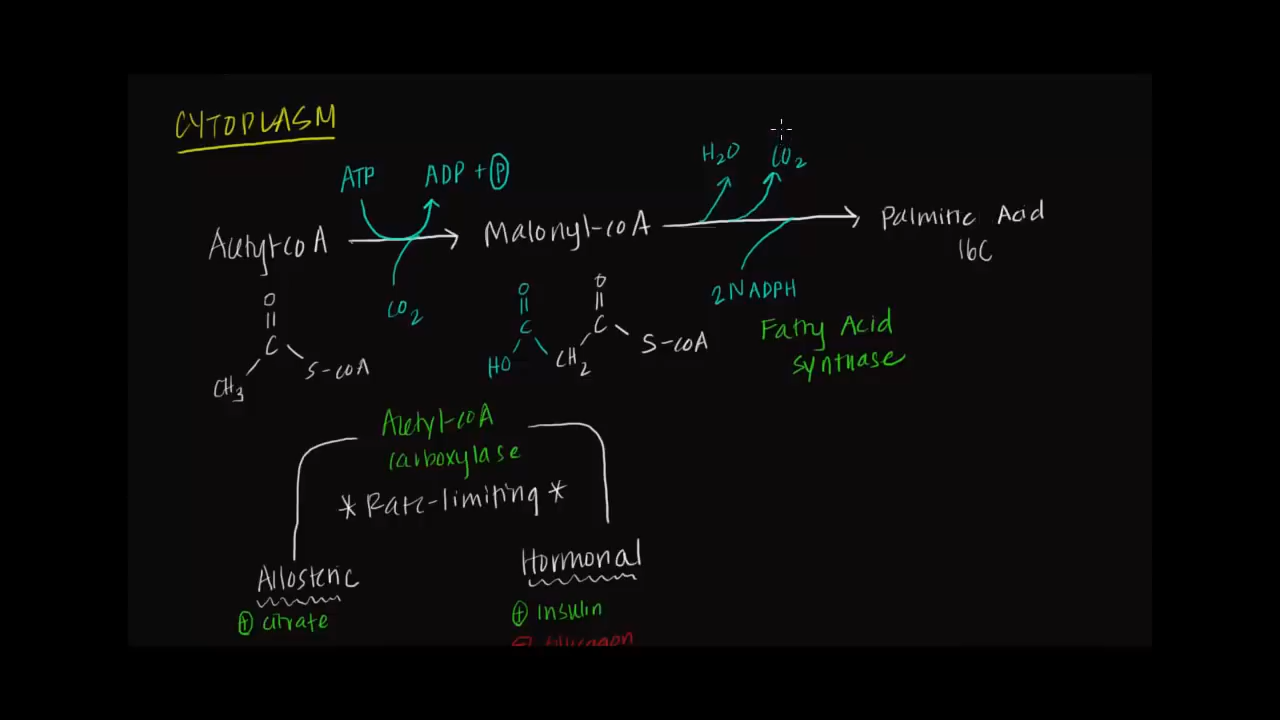 CYTOPLASM
ATP ADP + P
H2O CO2
Acetyl-coA Malonyl-coA Palmitic Acid
16C
CO2 2NADPH
O
||
C
CH3 S-coA
O
||
C
HO
O
||
C
CH2 S-coA
Fatty Acid
synthase
Acetyl-coA
carboxylase
* Rate-limiting *
Allosteric
+ citrate
Hormonal
+ insulin
- Glucagon